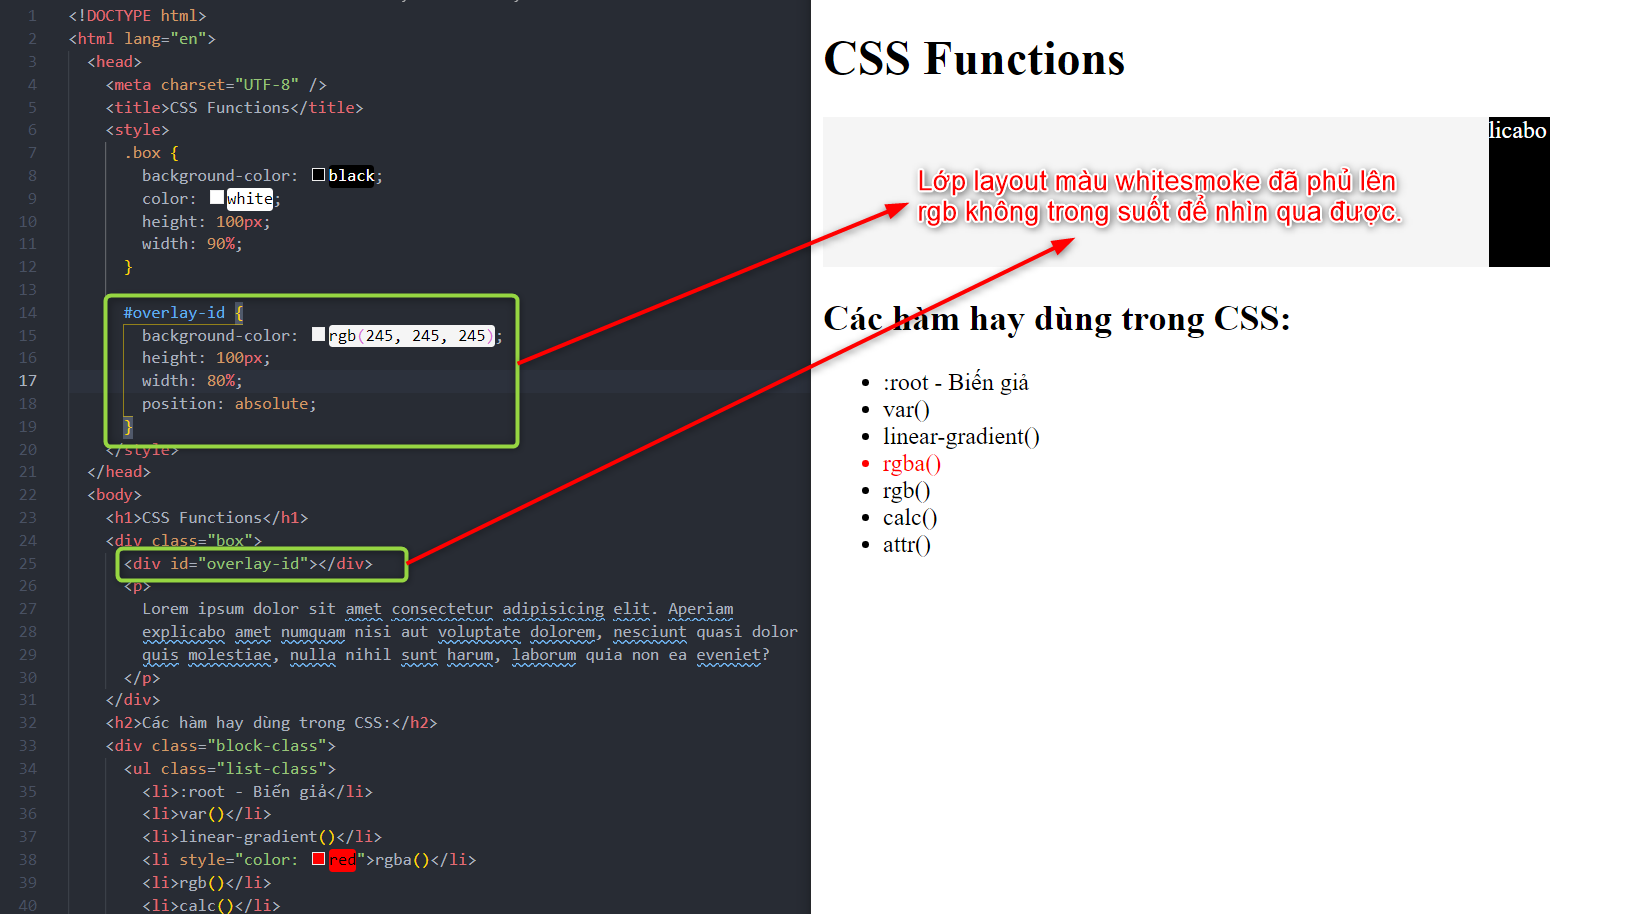 1 <!DOCTYPE html>
2 <html lang="en">
3 <head>
4 <meta charset="UTF-8" />
5 <title>CSS Functions</title>
6 <style>
7 .box {
8 background-color: black;
9 color: white;
10 height: 100px;
11 width: 90%;
12 }
13
14 #overlay-id {
15 background-color: rgb(245, 245, 245);
16 height: 100px;
17 width: 80%;
18 position: absolute;
19 }
20 </style>
21 </head>
22 <body>
23 <h1>CSS Functions</h1>
24 <div class="box">
25 <div id="overlay-id"></div>
26 <p>
27 Lorem ipsum dolor sit amet consectetur adipisicing elit. Aperiam
28 explicabo amet numquam nisi aut voluptate dolorem, nesciunt quasi dolor
29 quis molestiae, nulla nihil sunt harum, laborum quia non ea eveniet?
30 </p>
31 </div>
32 <h2>Các hàm hay dùng trong CSS:</h2>
33 <div class="block-class">
34 <ul class="list-class">
35 <li>:root - Biến giả</li>
36 <li>var()</li>
37 <li>linear-gradient()</li>
38 <li style="color: red">rgba()</li>
39 <li>rgb()</li>
40 <li>calc()</li>
CSS Functions
licabo
Lớp layout màu whitesmoke đã phủ lên
rgb không trong suốt để nhìn qua được.
Các hàm hay dùng trong CSS:
:root - Biến giả
var()
linear-gradient()
rgba()
rgb()
calc()
attr()